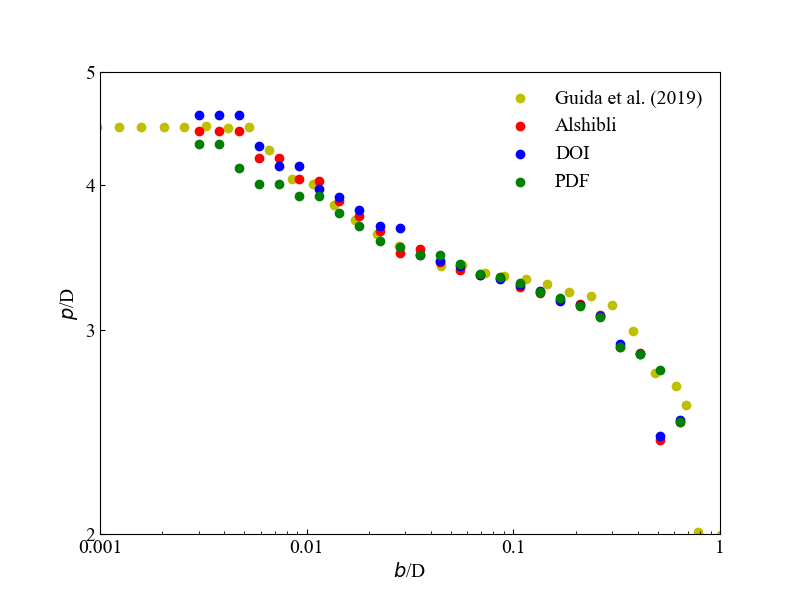 5
4
3
2
p/D
0.001
0.01
0.1
1
b/D
Guida et al. (2019)
Alshibli
DOI
PDF